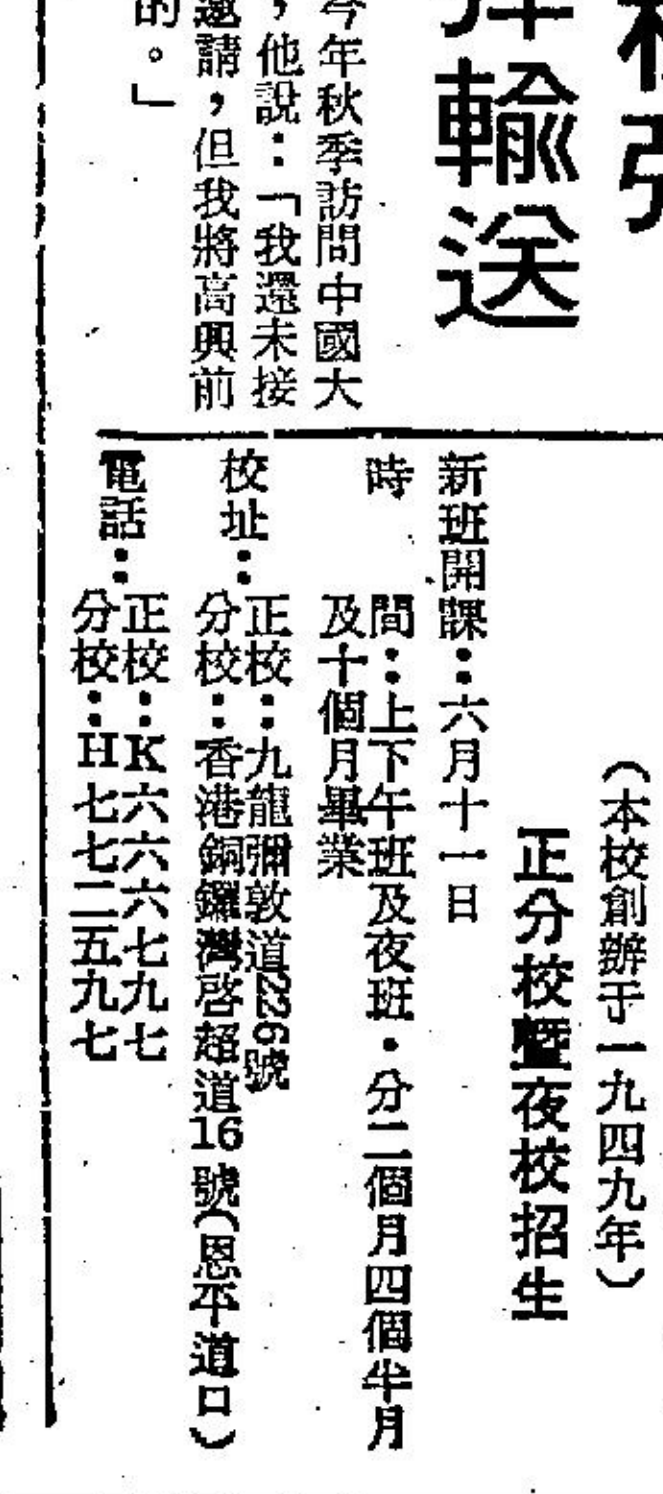 輸送
今年秋季訪問中國大
，他說：「我還未接
邀請，但我將高興前
的。」
（本校創辦于一九四九年）
正分校暨夜校招生
新班開課：六月十一日
時間：上下午班及夜班．分二個月四個半月
及十個月畢業
校址：正校：九龍彌敦道226號
分校：香港銅鑼灣啓超道16號（恩平道口）
電話：正校：K六六六七九七
分校：H七七二五九七